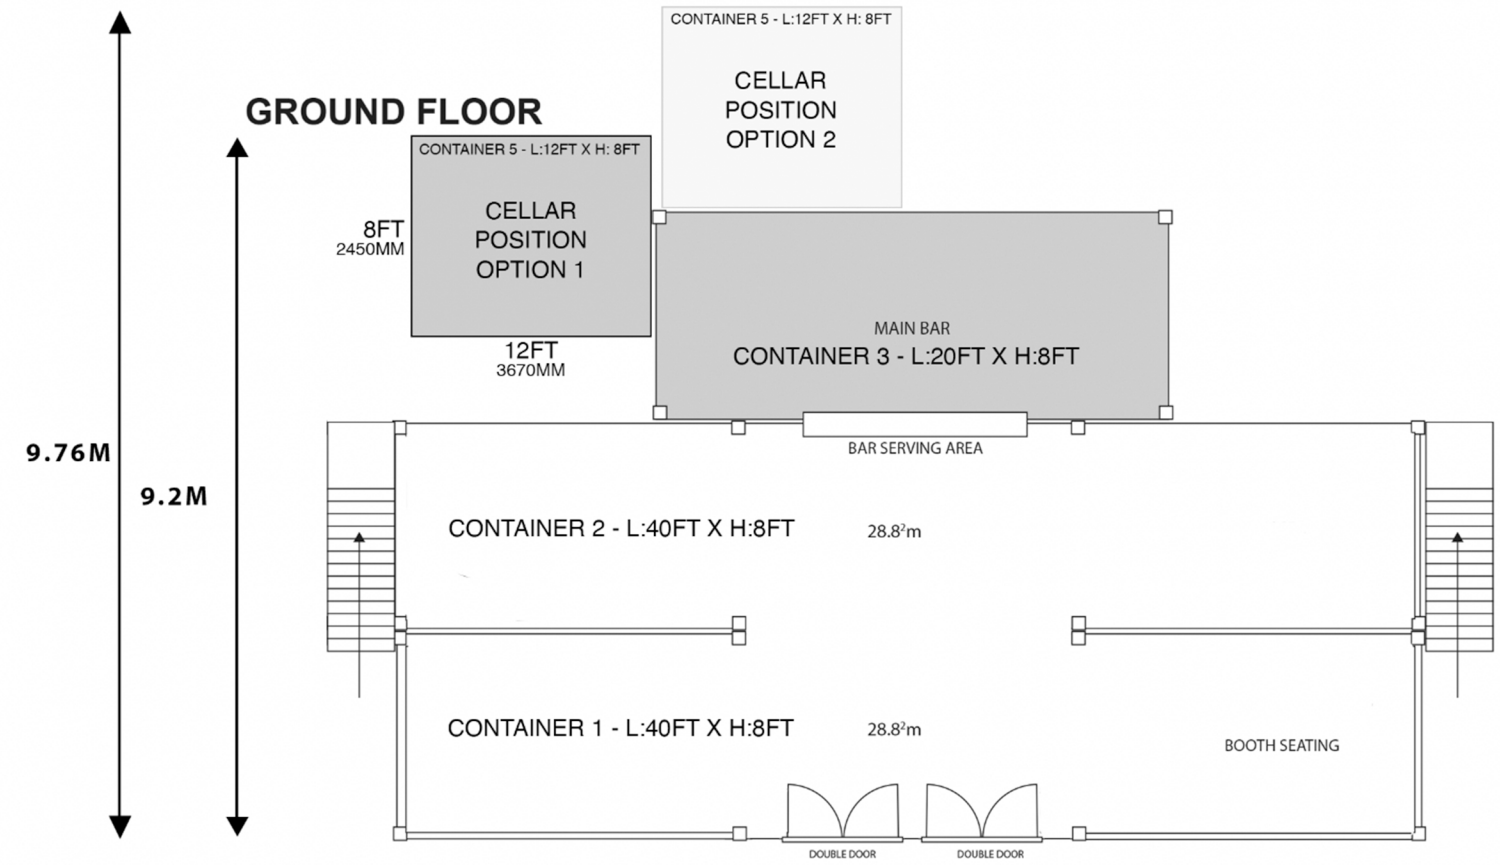 CONTAINER 5 - L:12FT X H: 8FT
CELLAR
POSITION
OPTION 2
GROUND FLOOR
CONTAINER 5 - L:12FT X H: 8FT
CELLAR
POSITION
OPTION 1
8FT
2450MM
12FT
3670MM
MAIN BAR
CONTAINER 3 - L:20FT X H:8FT
BAR SERVING AREA
9.76M
9.2M
CONTAINER 2 - L:40FT X H:8FT
28.8²m
CONTAINER 1 - L:40FT X H:8FT
28.8²m
BOOTH SEATING
DOUBLE DOOR
DOUBLE DOOR